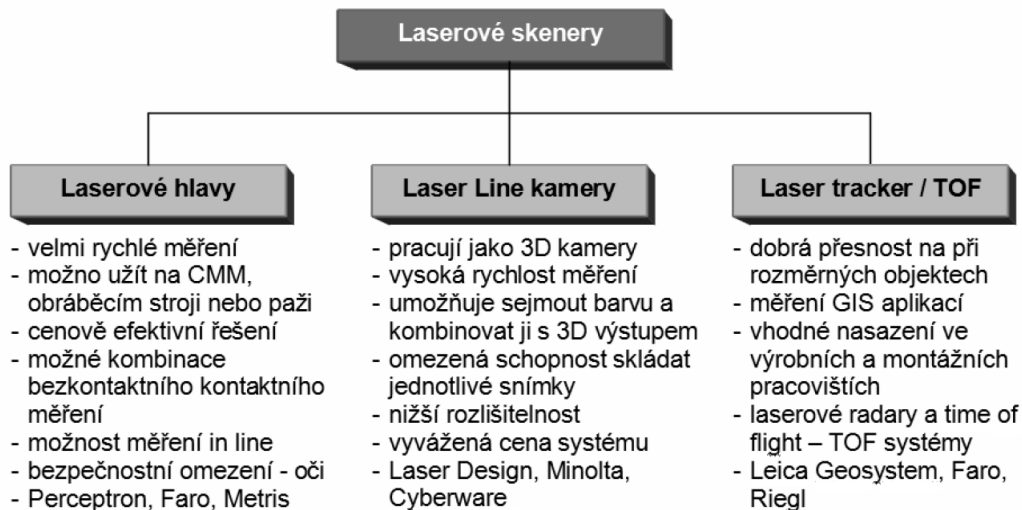 Laserové skenery
Laserové hlavy
- velmi rychlé měření
- možno užít na CMM,
obráběcím stroji nebo paži
- cenově efektivní řešení
- možné kombinace
bezkontaktního kontaktního
měření
- možnost měření in line
- bezpečnostní omezení - oči
- Perceptron, Faro, Metris
Laser Line kamery
- pracují jako 3D kamery
- vysoká rychlost měření
- umožňuje sejmout barvu a
kombinovat ji s 3D výstupem
- omezená schopnost skládat
jednotlivé snímky
- nižší rozlišitelnost
- vyvážená cena systému
- Laser Design, Minolta,
Cyberware
Laser tracker / TOF
- dobrá přesnost na při
rozměrných objektech
- měření GIS aplikací
- vhodné nasazení ve
výrobních a montážních
pracovištích
- laserové radary a time of
flight – TOF systémy
- Leica Geosystem, Faro,
Riegl